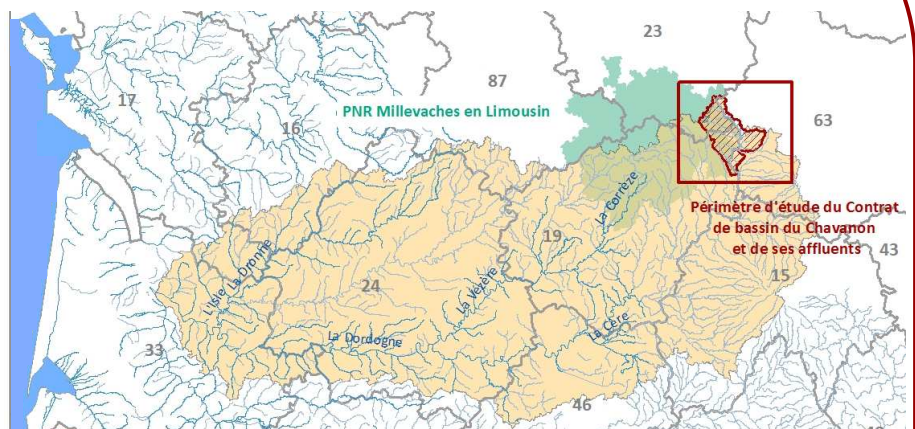 23
87
17
63
16
PNR Millevaches en Limousin
La Corrèze
Périmètre d'étude du Contrat
de bassin du Chavanon
et de ses affluents
19
43
15
L'Isle
La Dronne
24
La Vézère
La Cère
La Dordogne
33
46